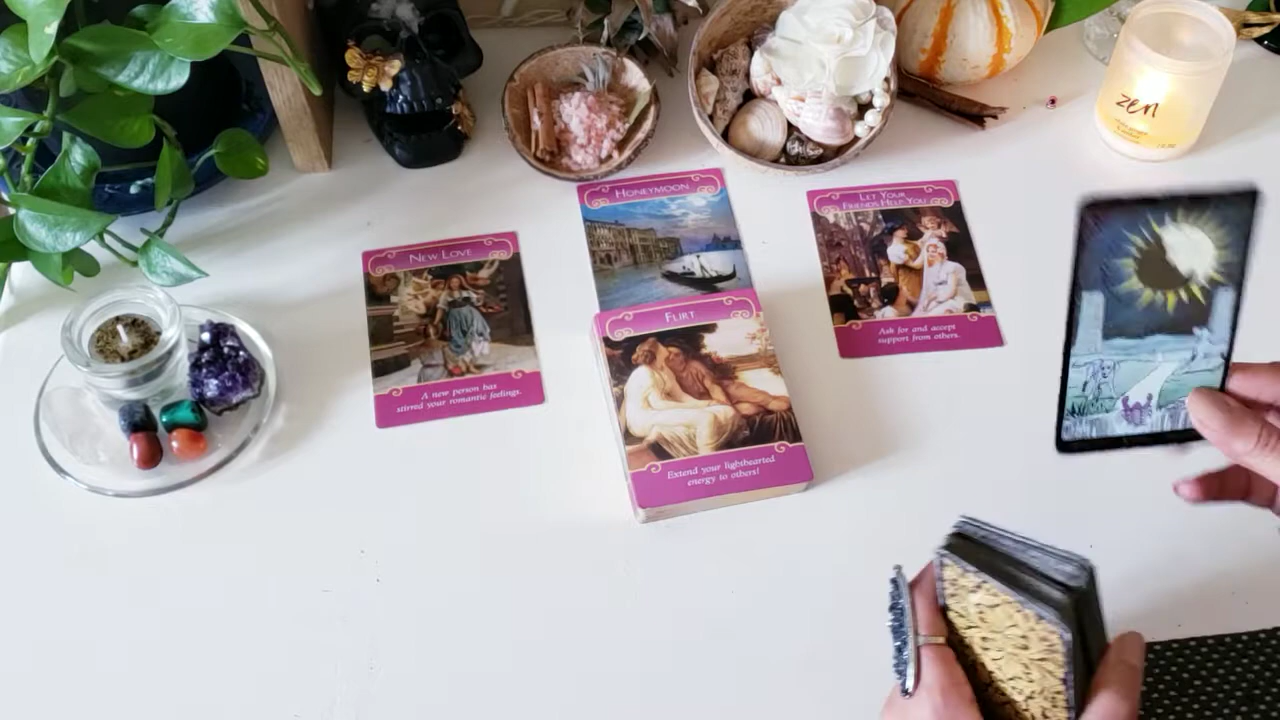 NEW LOVE
A new person has
stirred your romantic feelings.
HONEYMOON
FLIRT
Extend your lighthearted
energy to others!
LET YOUR
FRIENDS HELP YOU
Ask for and accept
support from others.
zen